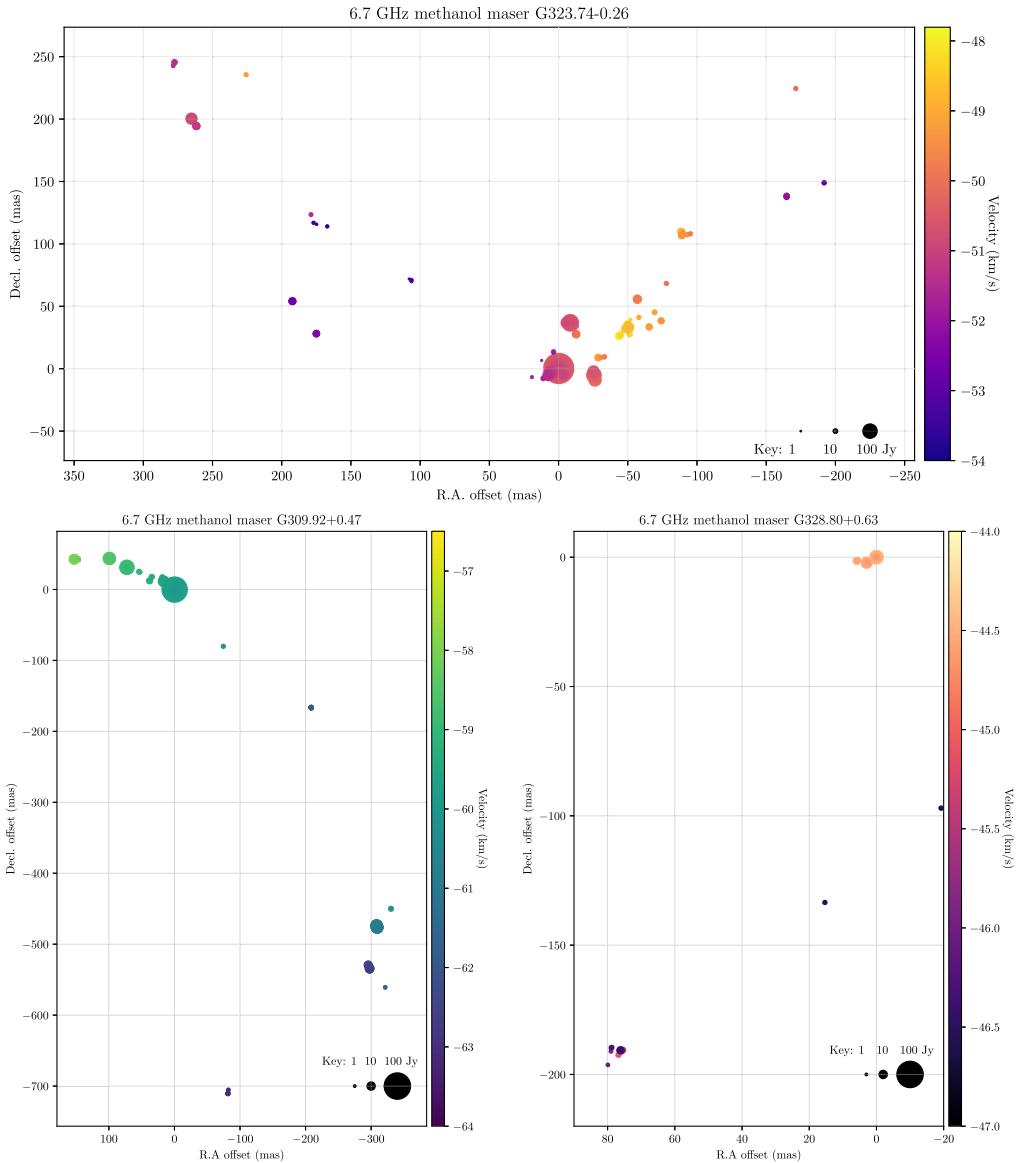 6.7 GHz methanol maser G323.74-0.26
250
200
150
100
50
0
−50
Decl. offset (mas)
Key: 1 10 100 Jy
350 300 250 200 150 100 50 0 −50 −100 −150 −200 −250
R.A. offset (mas)
−48
−49
−50
−51
−52
−53
−54
Velocity (km/s)
6.7 GHz methanol maser G309.92+0.47
0
−100
−200
−300
−400
−500
−600
−700
Decl. offset (mas)
Key: 1 10 100 Jy
100 0 −100 −200 −300
R.A offset (mas)
−57
−58
−59
−60
−61
−62
−63
−64
Velocity (km/s)
6.7 GHz methanol maser G328.80+0.63
0
−50
−100
−150
−200
Decl. offset (mas)
Key: 1 10 100 Jy
80 60 40 20 0 −20
R.A offset (mas)
−44.0
−44.5
−45.0
−45.5
−46.0
−46.5
−47.0
Velocity (km/s)